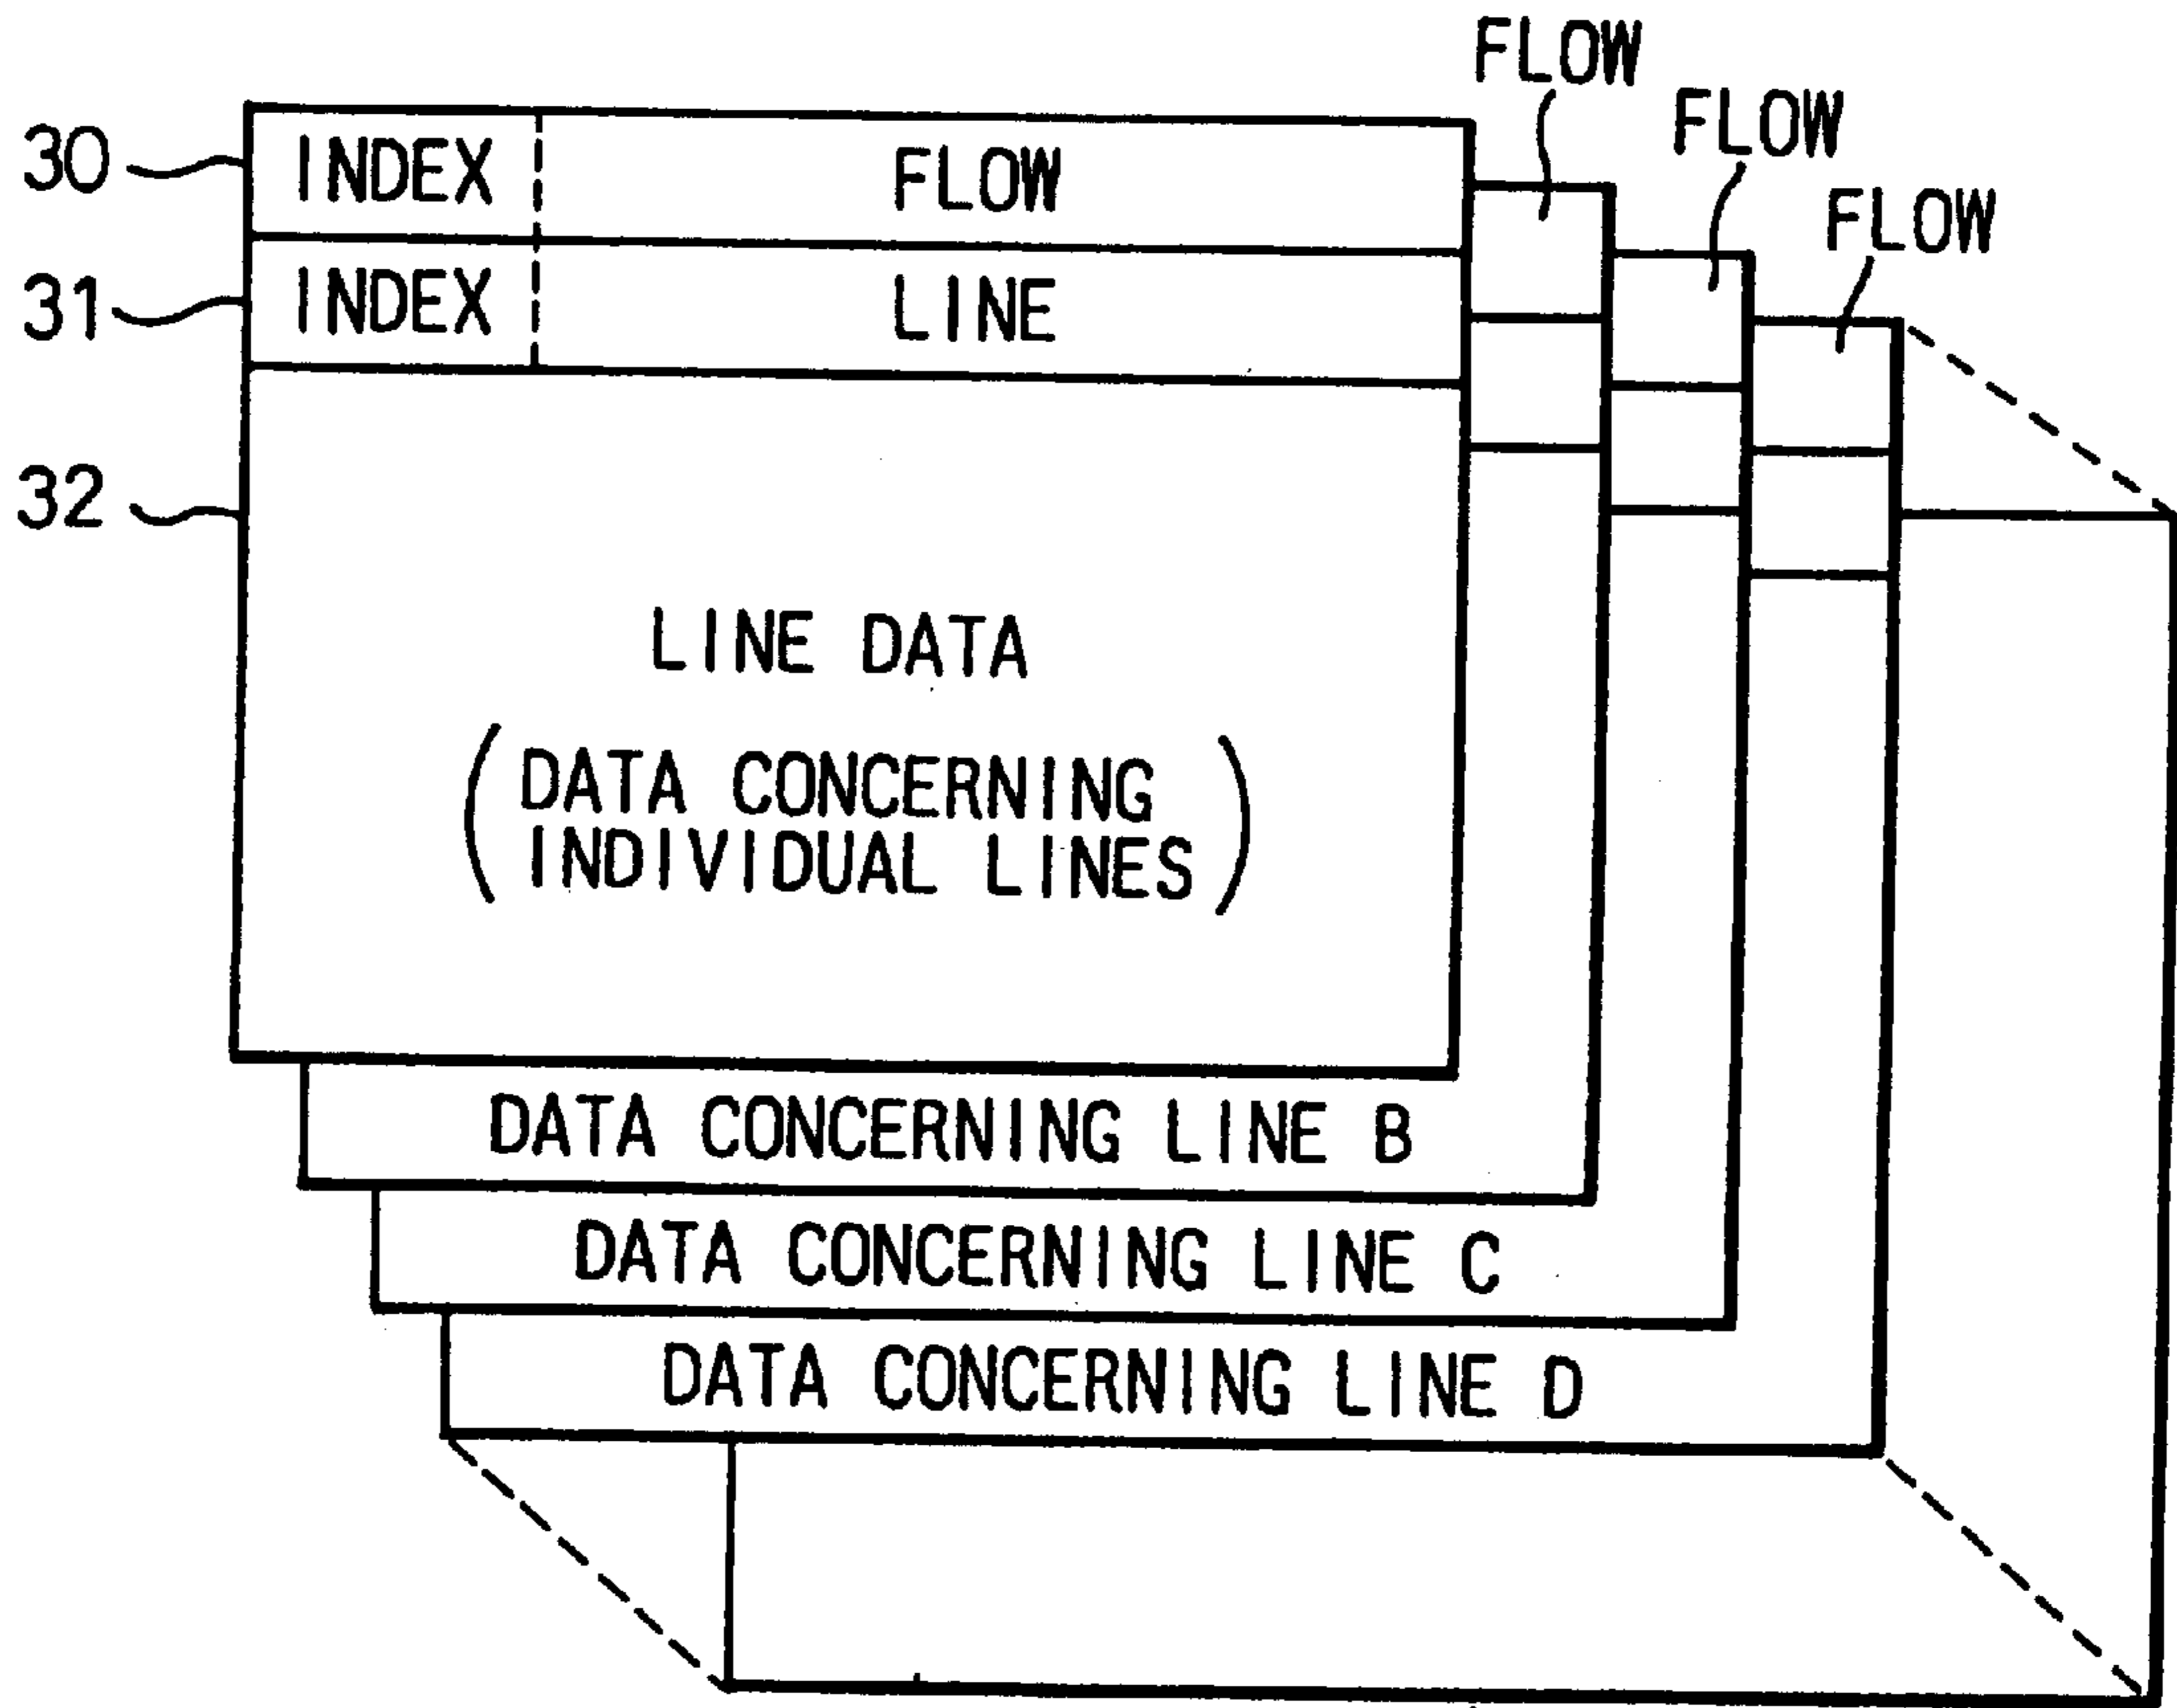 FLOW
FLOW
FLOW
30 INDEX FLOW
31 INDEX LINE
32
LINE DATA
(DATA CONCERNING
INDIVIDUAL LINES)
DATA CONCERNING LINE B
DATA CONCERNING LINE C
DATA CONCERNING LINE D